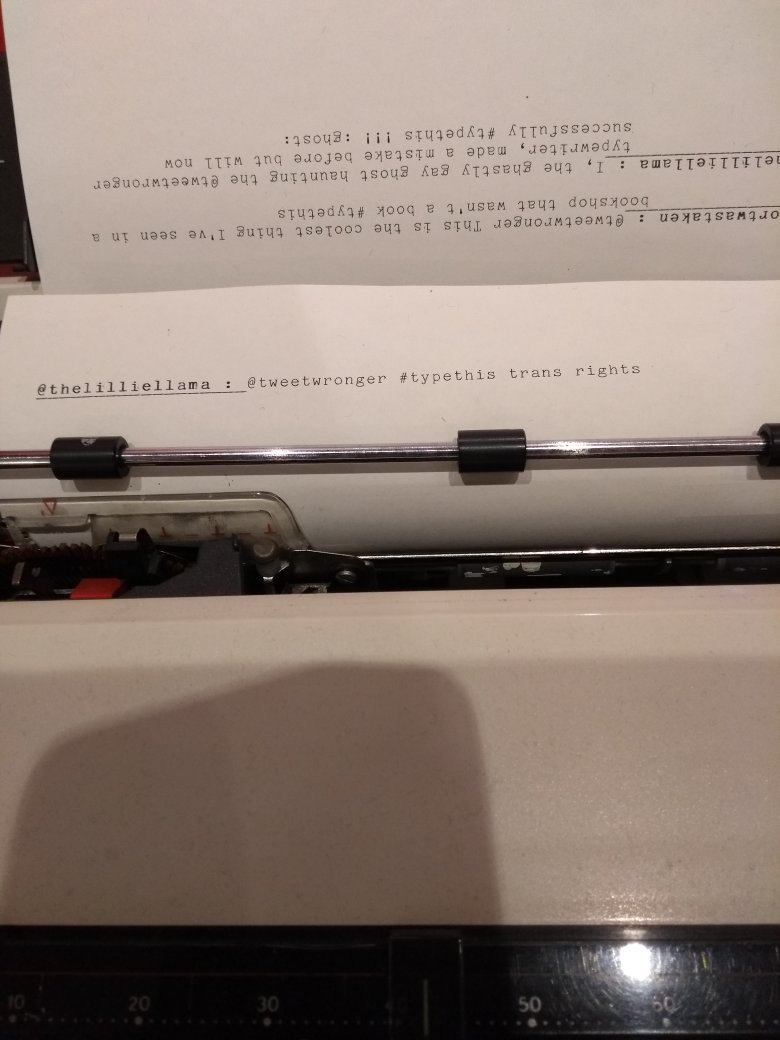 ortwastaken : @tweetwronger This is the coolest thing I've seen in a
bookshop that wasn't a book #typethis
helilliellama : I, the ghastly gay ghost haunting the @tweetwronger
typewriter, made a mistake before but will now
successfully #typethis !!! :ghost:
@thelilliellama : @tweetwronger #typethis trans rights
10 20 30 40 50 60